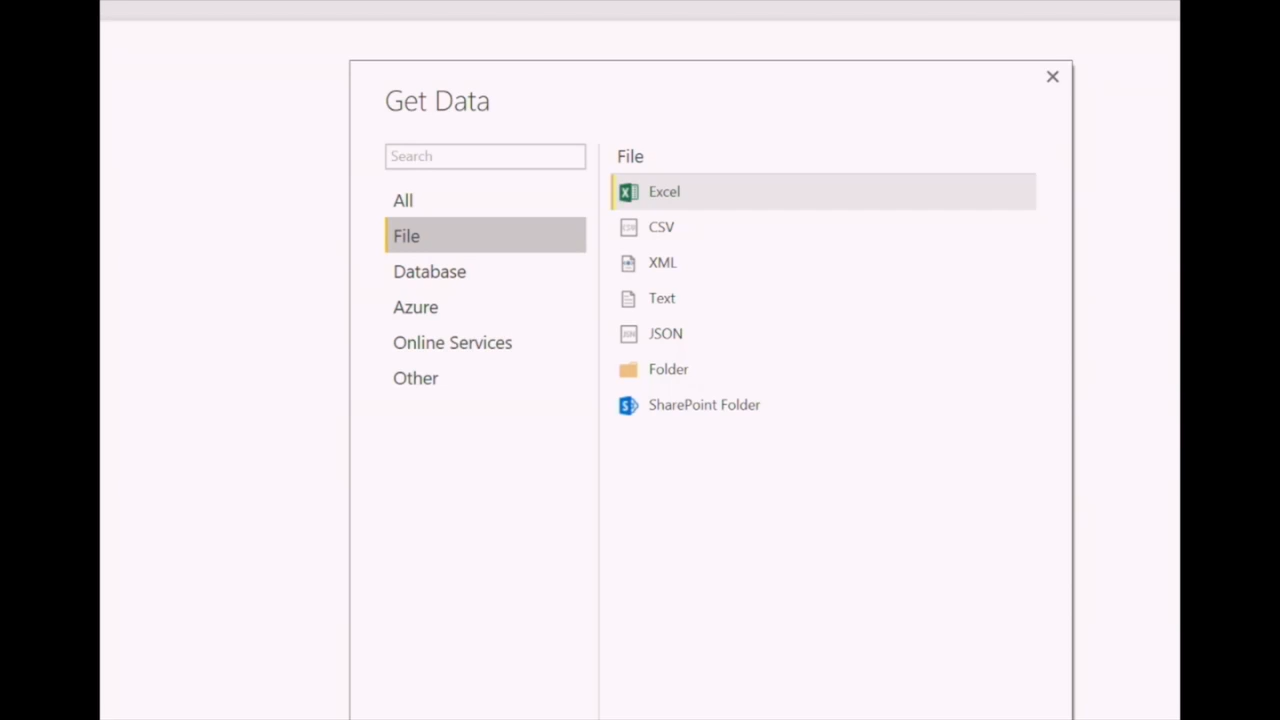 Get Data
Search
All
File
Database
Azure
Online Services
Other
File
Excel
CSV
XML
Text
JSON
Folder
SharePoint Folder